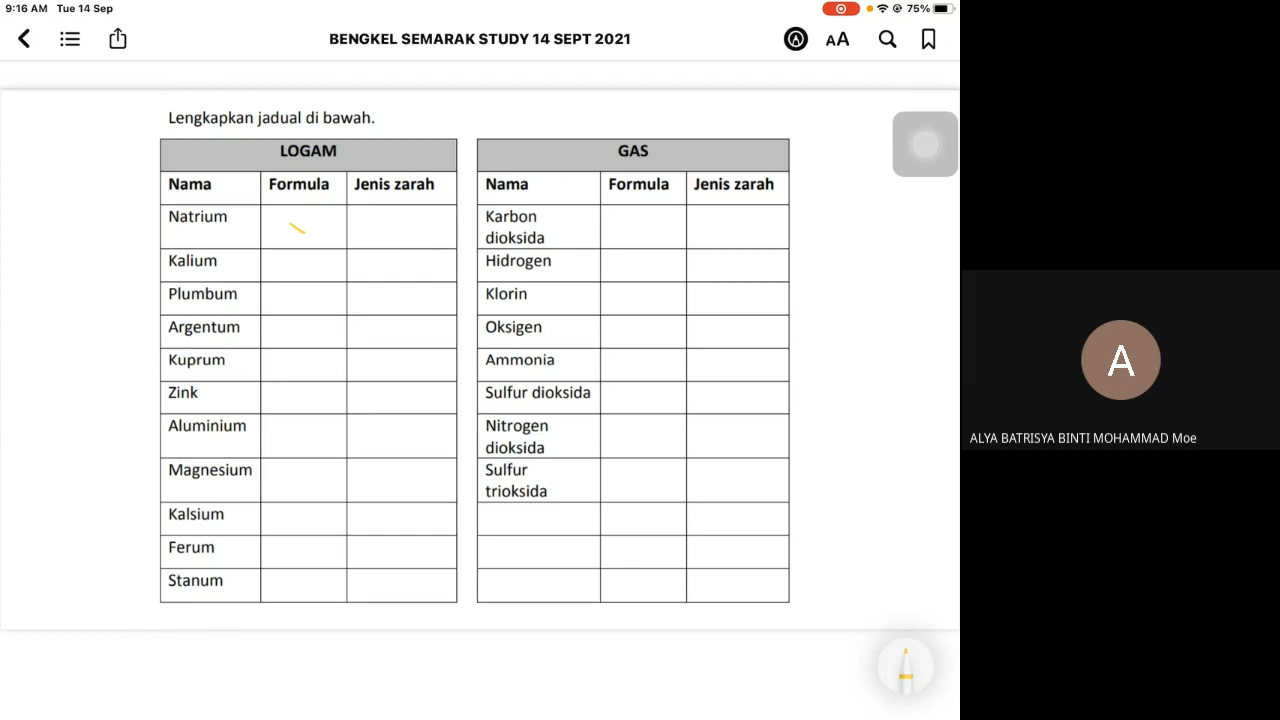 9:16 AM Tue 14 Sep
75%
BENGKEL SEMARAK STUDY 14 SEPT 2021
AA
Lengkapkan jadual di bawah.
LOGAM
Nama Formula Jenis zarah
Natrium
Kalium
Plumbum
Argentum
Kuprum
Zink
Aluminium
Magnesium
Kalsium
Ferum
Stanum
GAS
Nama Formula Jenis zarah
Karbon
dioksida
Hidrogen
Klorin
Oksigen
Ammonia
Sulfur dioksida
Nitrogen
dioksida
Sulfur
trioksida
A
ALYA BATRISYA BINTI MOHAMMAD Moe